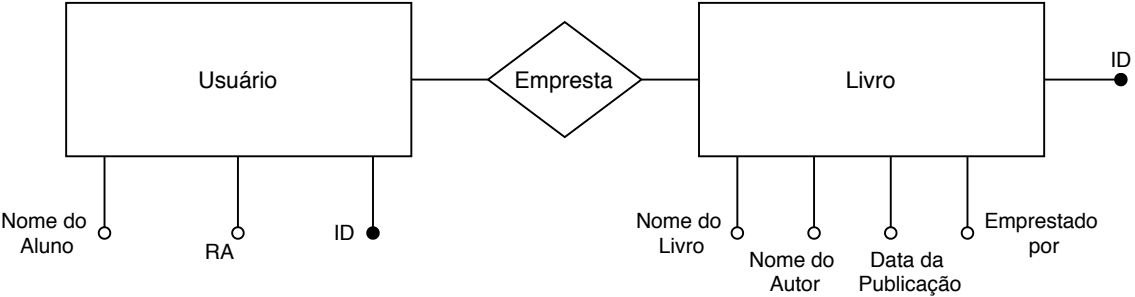 Usuário
Empresta
Livro
ID
Nome do
Aluno
RA
ID
Nome do
Livro
Nome do
Autor
Data da
Publicação
Emprestado
por